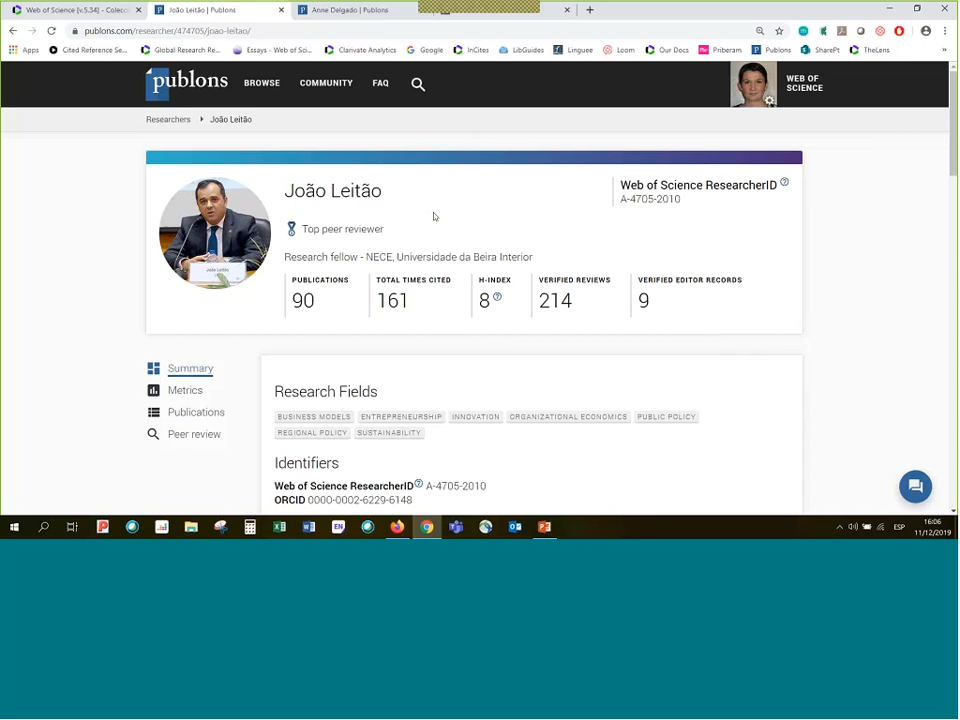 Web of Science [v.5.34] - Colecc
João Leitão | Publons
Anne Delgado | Publons
publons.com/researcher/474705/joao-leitao/
Apps
Cited Reference Se...
Global Research Re...
Essays - Web of Sci...
Clarivate Analytics
Google
InCites
LibGuides
Linguee
Loom
Our Docs
Priberam
Publons
SharePt
TheLens
publons
BROWSE
COMMUNITY
FAQ
WEB OF
SCIENCE
Researchers
João Leitão
João Leitão
Web of Science ResearcherID
A-4705-2010
Top peer reviewer
Research fellow - NECE, Universidade da Beira Interior
João Leitão
PUBLICATIONS
90
TOTAL TIMES CITED
161
H-INDEX
8
VERIFIED REVIEWS
214
VERIFIED EDITOR RECORDS
9
Summary
Metrics
Publications
Peer review
Research Fields
BUSINESS MODELS ENTREPRENEURSHIP INNOVATION ORGANIZATIONAL ECONOMICS PUBLIC POLICY
REGIONAL POLICY SUSTAINABILITY
Identifiers
Web of Science ResearcherID A-4705-2010
ORCID 0000-0002-6229-6148
EN
ESP
16:06
11/12/2019